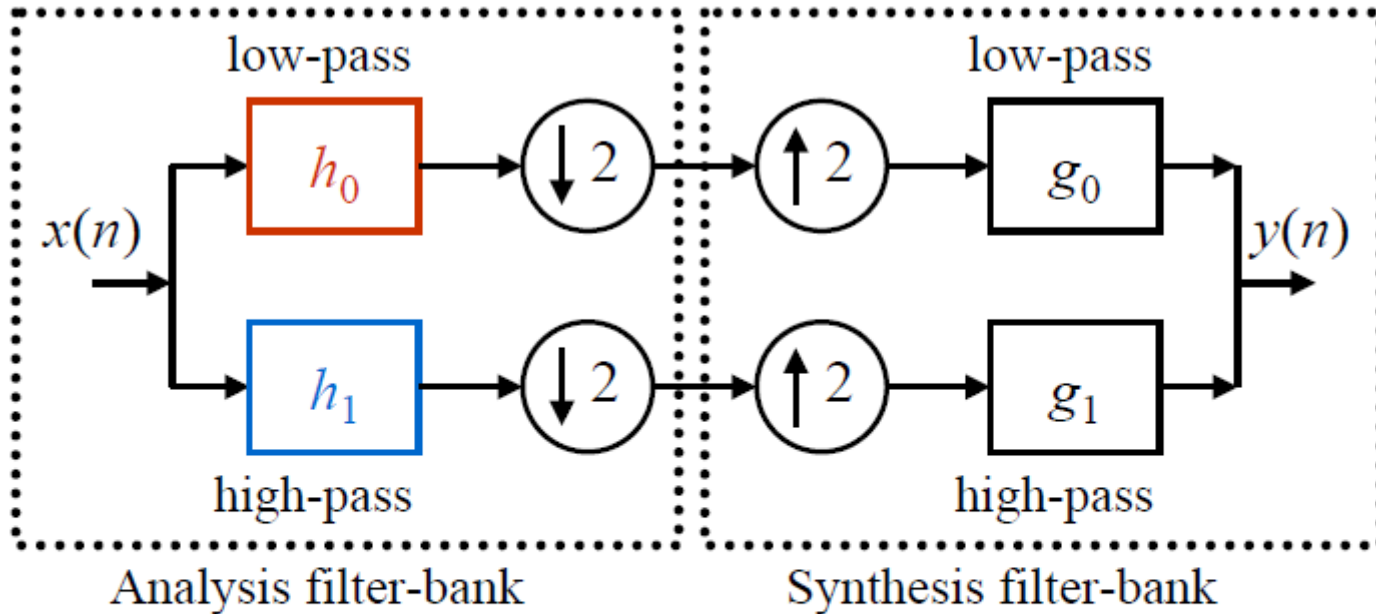 low-pass low-pass
h₀ ↓ 2 ↑ 2 g₀
x(n) y(n)
h₁ ↓ 2 ↑ 2 g₁
high-pass high-pass
Analysis filter-bank Synthesis filter-bank